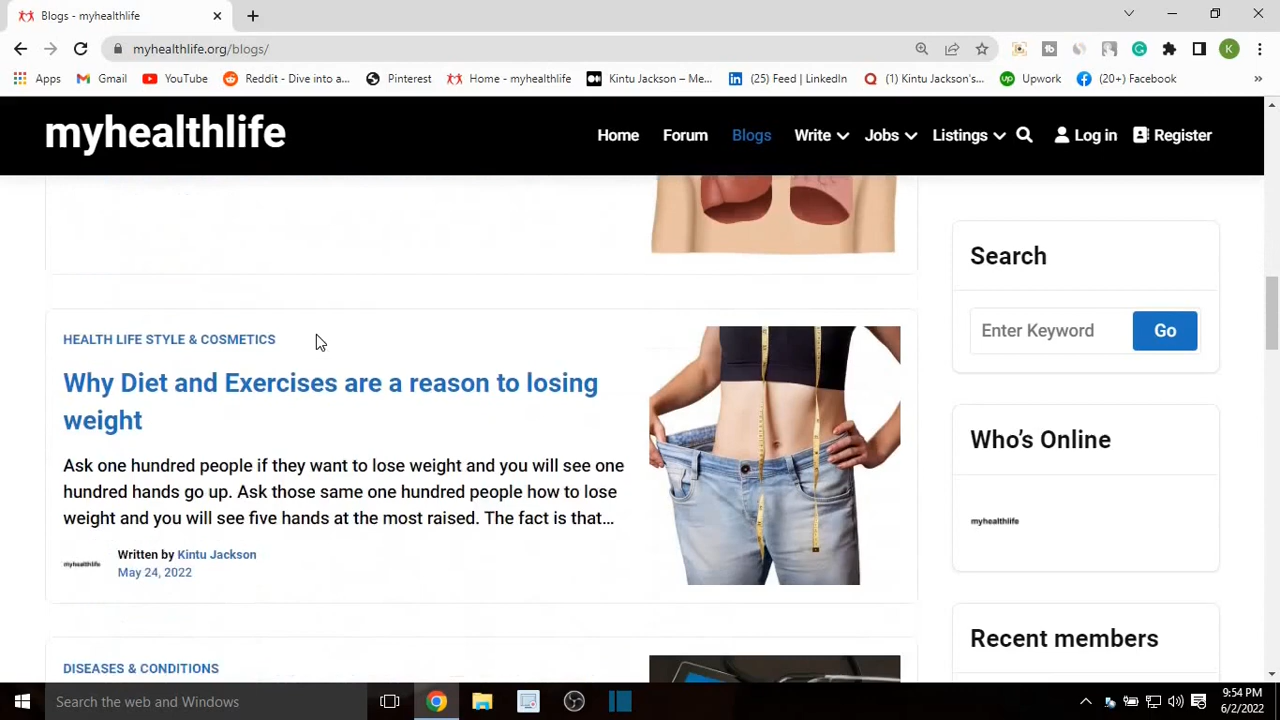 Blogs - myhealthlife
myhealthlife.org/blogs/
K
Apps Gmail YouTube Reddit - Dive into a... Pinterest Home - myhealthlife Kintu Jackson – Me... (25) Feed | LinkedIn (1) Kintu Jackson's... Upwork (20+) Facebook »
myhealthlife
Home Forum Blogs Write Jobs Listings Log in Register
HEALTH LIFE STYLE & COSMETICS
Why Diet and Exercises are a reason to losing
weight
Ask one hundred people if they want to lose weight and you will see one
hundred hands go up. Ask those same one hundred people how to lose
weight and you will see five hands at the most raised. The fact is that...
myhealthlife
Written by Kintu Jackson
May 24, 2022
DISEASES & CONDITIONS
Search
Enter Keyword Go
Who's Online
myhealthlife
Recent members
Search the web and Windows
9:54 PM
6/2/2022